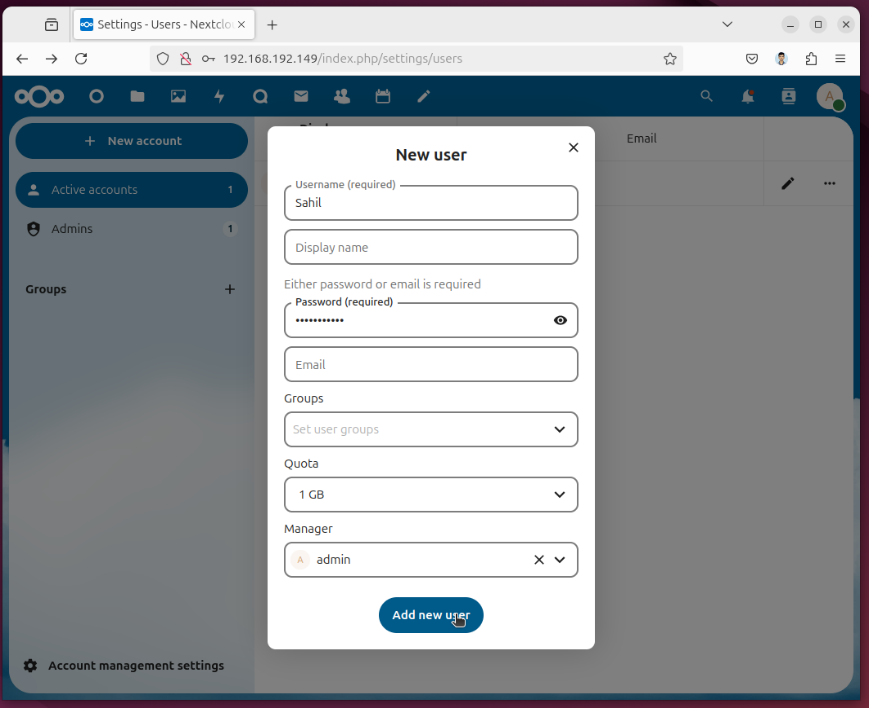 Settings - Users - Nextclo
192.168.192.149/index.php/settings/users
A
+ New account
Email
Active accounts 1
Admins 1
Groups +
Account management settings
New user
Username (required)
Sahil
Display name
Either password or email is required
Password (required)
•••••••••••
Email
Groups
Set user groups
Quota
1 GB
Manager
A admin
Add new user